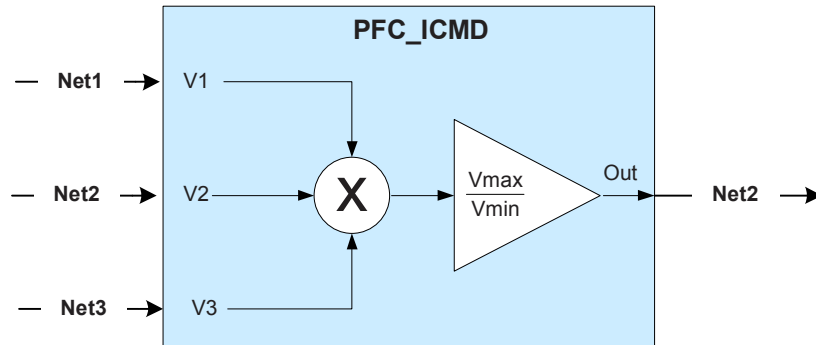 PFC_ICMD
Net1
V1
Net2
V2
X
Vmax
Vmin
Out
Net2
Net3
V3